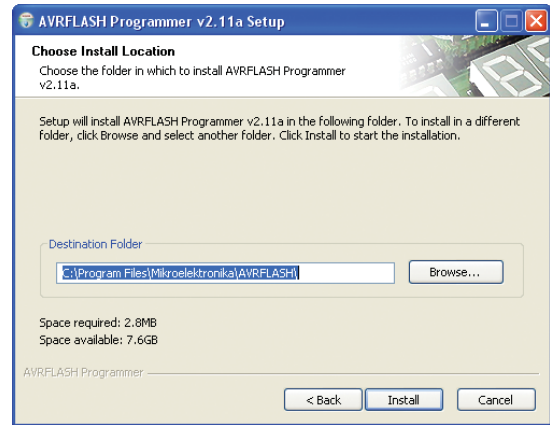 AVRFLASH Programmer v2.11a Setup
Choose Install Location
Choose the folder in which to install AVRFLASH Programmer
v2.11a.
Setup will install AVRFLASH Programmer v2.11a in the following folder. To install in a different
folder, click Browse and select another folder. Click Install to start the installation.
Destination Folder
C:\Program Files\Mikroelektronika\AVRFLASH\
Browse...
Space required: 2.8MB
Space available: 7.6GB
AVRFLASH Programmer
< Back
Install
Cancel